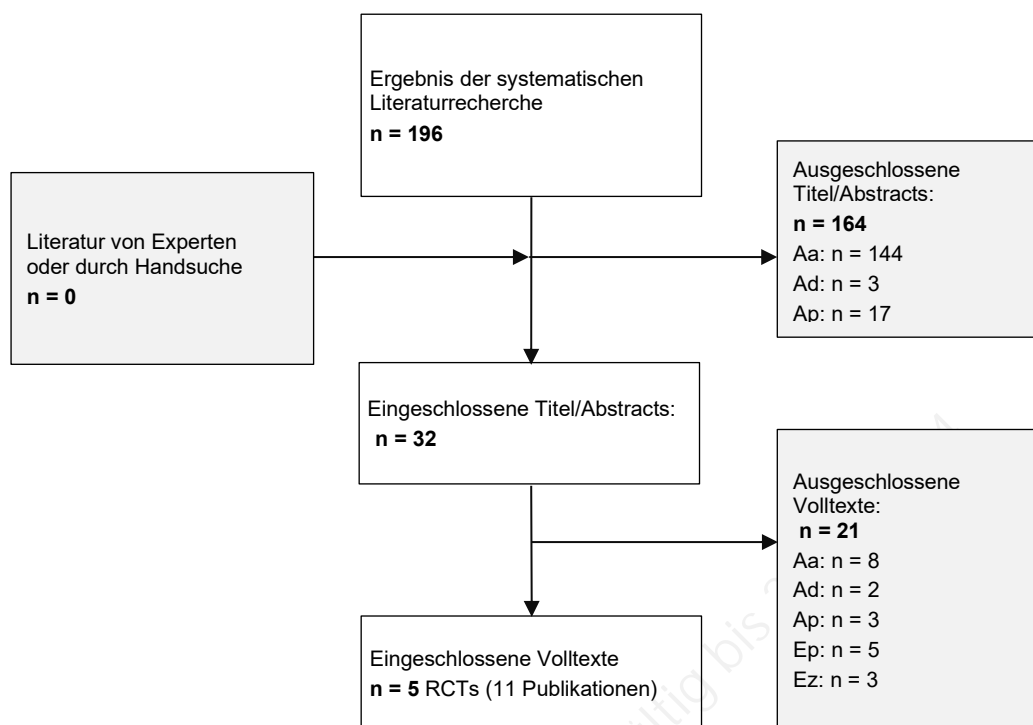 Ergebnis der systematischen
Literaturrecherche
n = 196
Literatur von Experten
oder durch Handsuche
n = 0
Ausgeschlossene
Titel/Abstracts:
n = 164
Aa: n = 144
Ad: n = 3
Ap: n = 17
Eingeschlossene Titel/Abstracts:
n = 32
Ausgeschlossene
Volltexte:
n = 21
Aa: n = 8
Ad: n = 2
Ap: n = 3
Ep: n = 5
Ez: n = 3
Eingeschlossene Volltexte
n = 5 RCTs (11 Publikationen)
bis